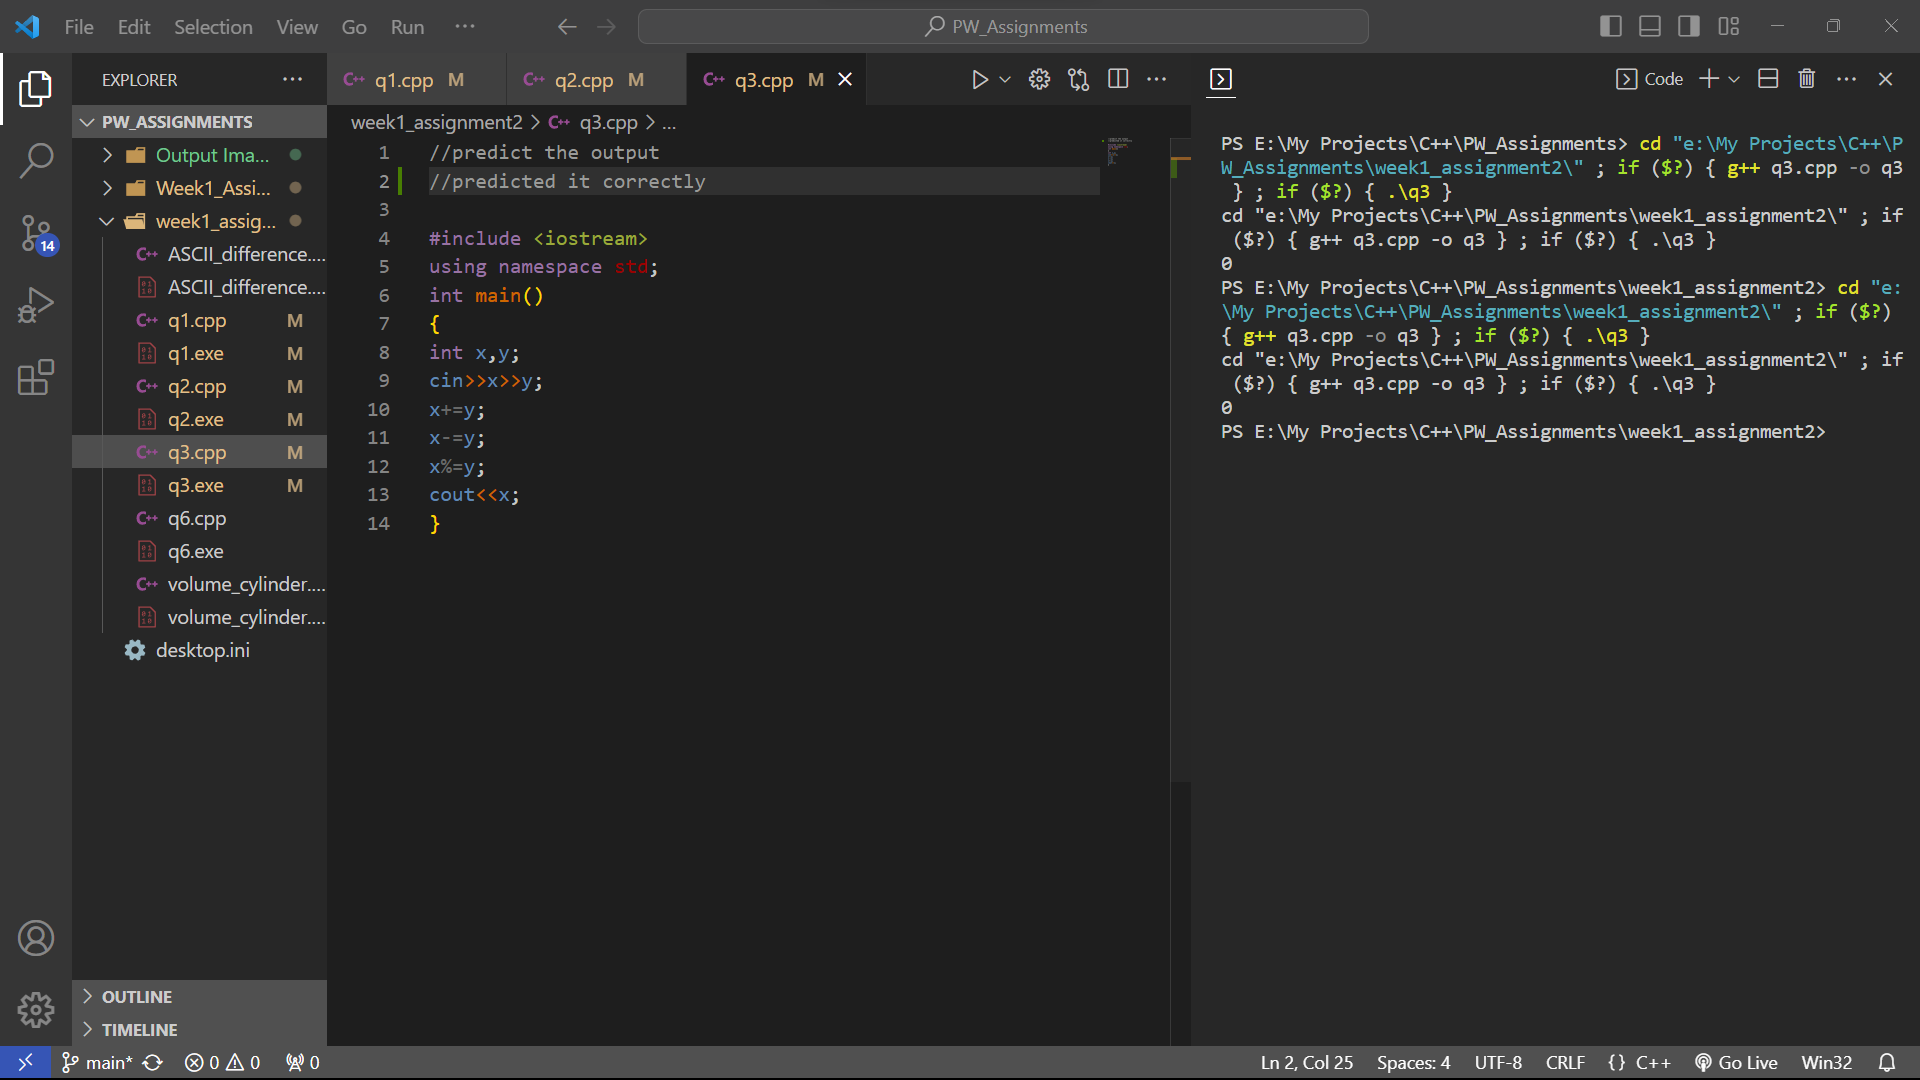 File Edit Selection View Go Run ···
PW_Assignments
EXPLORER ···
PW_ASSIGNMENTS
Output Ima...
Week1_Assi...
week1_assig...
ASCII_difference....
ASCII_difference....
q1.cpp M
q1.exe M
q2.cpp M
q2.exe M
q3.cpp M
q3.exe M
q6.cpp
q6.exe
volume_cylinder....
volume_cylinder....
desktop.ini
OUTLINE
TIMELINE
14
q1.cpp M q2.cpp M q3.cpp M
week1_assignment2 > q3.cpp > ...
1 //predict the output
2 //predicted it correctly
3
4 #include <iostream>
5 using namespace std;
6 int main()
7 {
8 int x,y;
9 cin>>x>>y;
10 x+=y;
11 x-=y;
12 x%=y;
13 cout<<x;
14 }
Code
PS E:\My Projects\C++\PW_Assignments> cd "e:\My Projects\C++\P
W_Assignments\week1_assignment2\" ; if ($?) { g++ q3.cpp -o q3
} ; if ($?) { .\q3 }
cd "e:\My Projects\C++\PW_Assignments\week1_assignment2\" ; if
($?) { g++ q3.cpp -o q3 } ; if ($?) { .\q3 }
0
PS E:\My Projects\C++\PW_Assignments\week1_assignment2> cd "e:
\My Projects\C++\PW_Assignments\week1_assignment2\" ; if ($?)
{ g++ q3.cpp -o q3 } ; if ($?) { .\q3 }
cd "e:\My Projects\C++\PW_Assignments\week1_assignment2\" ; if
($?) { g++ q3.cpp -o q3 } ; if ($?) { .\q3 }
0
PS E:\My Projects\C++\PW_Assignments\week1_assignment2>
main* 0 0 0 Ln 2, Col 25 Spaces: 4 UTF-8 CRLF {} C++ Go Live Win32